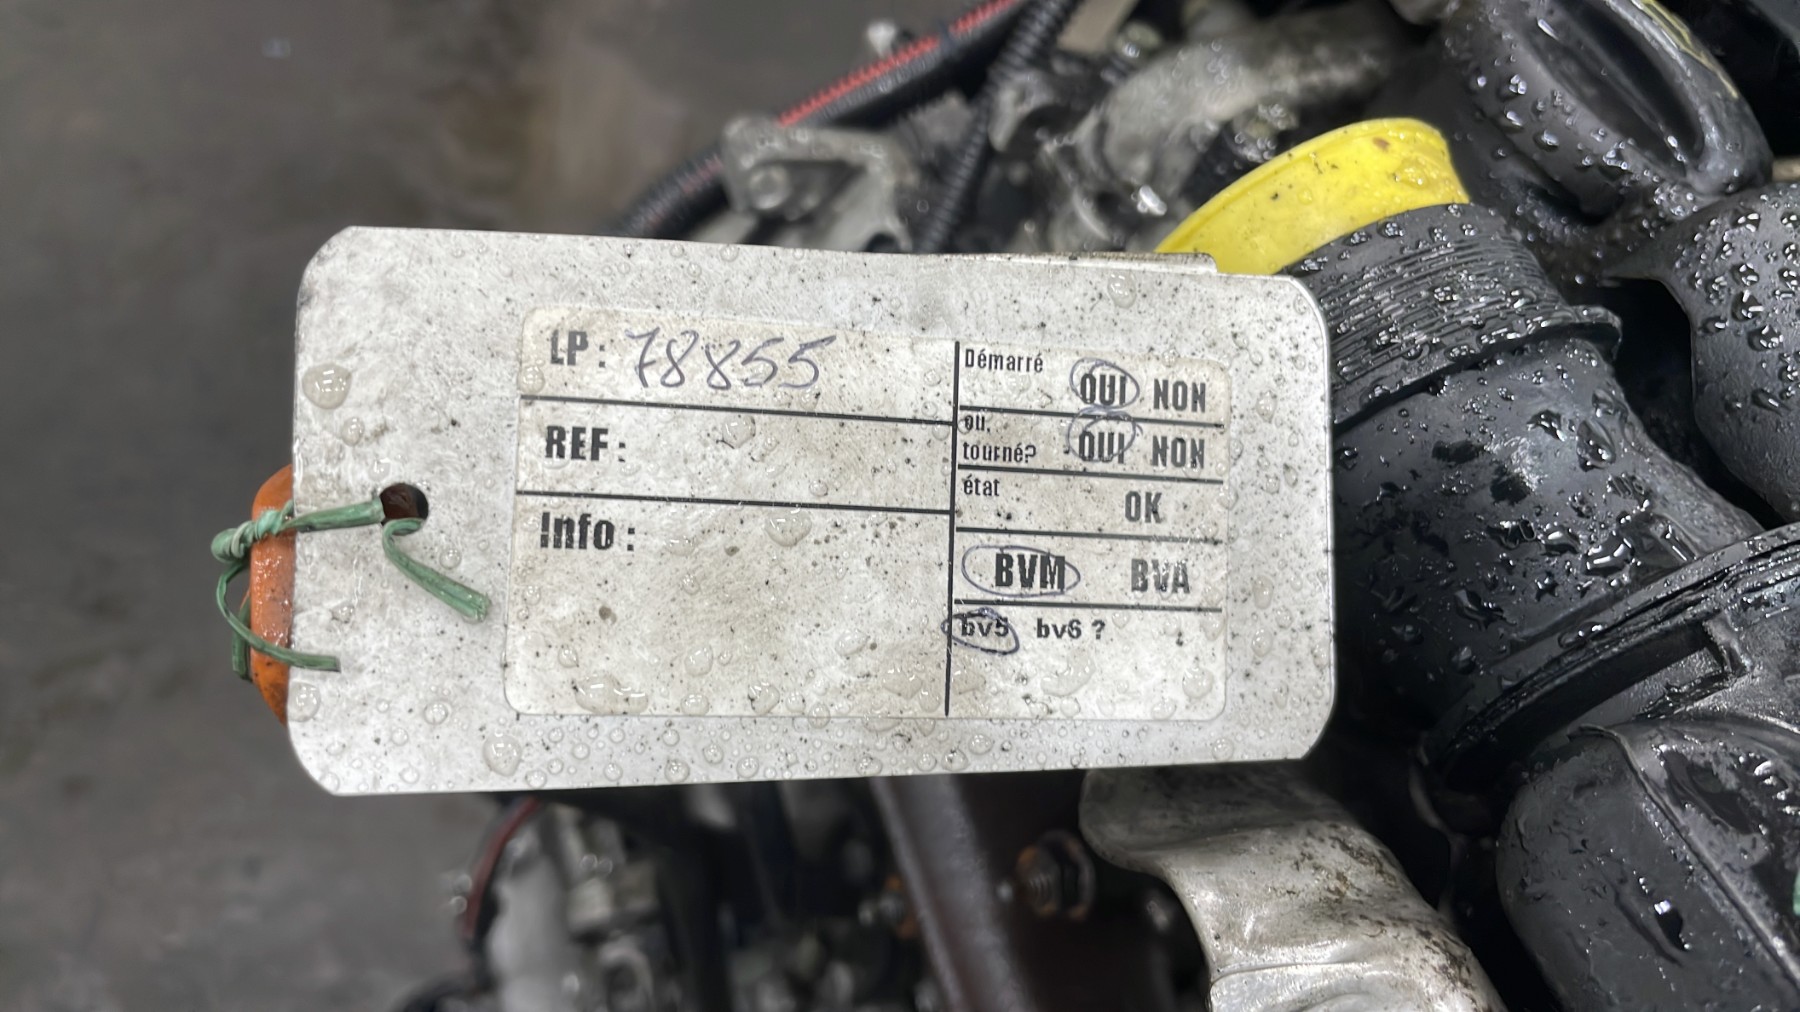 LP : 78855
REF :
Info :
Démarré OUI NON
ou.
tourné? OUI NON
état OK
BVM BVA
bv5 bv6 ?